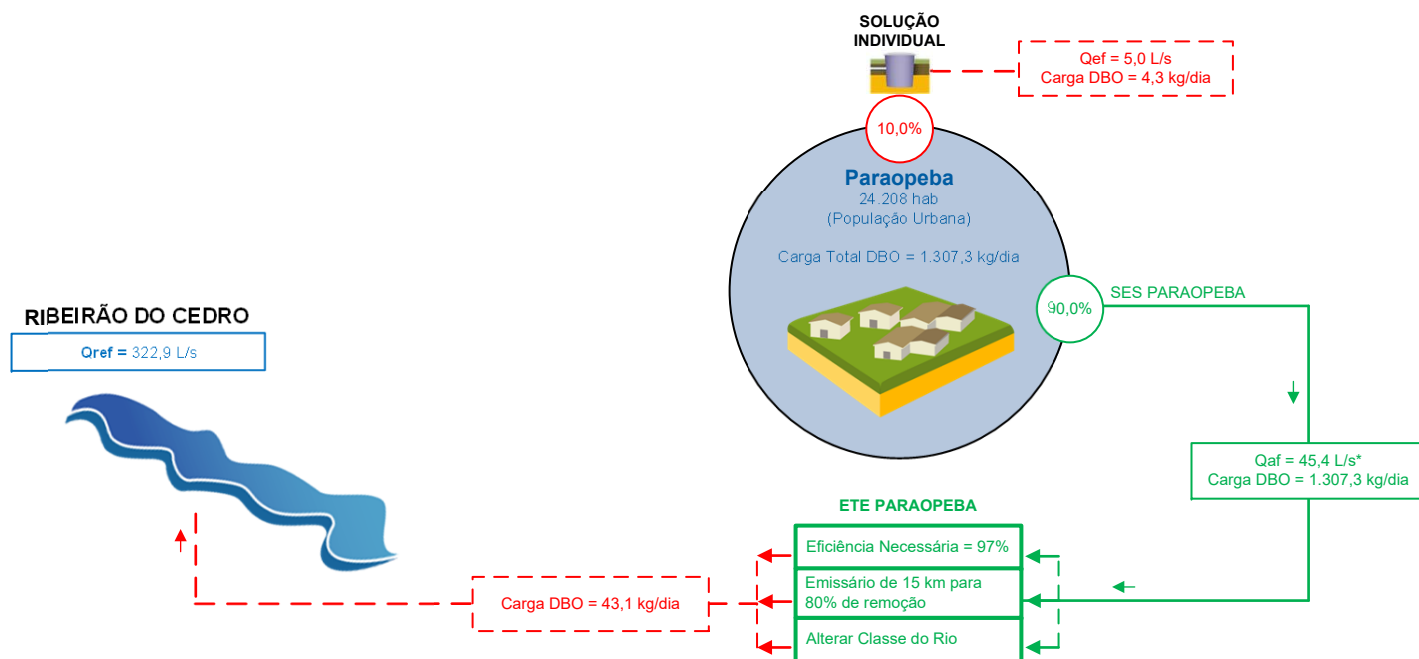 SOLUÇÃO
INDIVIDUAL
Qef = 5,0 L/s
Carga DBO = 4,3 kg/dia
10,0%
Paraopeba
24.208 hab
(População Urbana)
Carga Total DBO = 1.307,3 kg/dia
90,0%
SES PARAOPEBA
RIBEIRÃO DO CEDRO
Qref = 322,9 L/s
Qaf = 45,4 L/s*
Carga DBO = 1.307,3 kg/dia
ETE PARAOPEBA
Eficiência Necessária = 97%
Emissário de 15 km para
80% de remoção
Alterar Classe do Rio
Carga DBO = 43,1 kg/dia